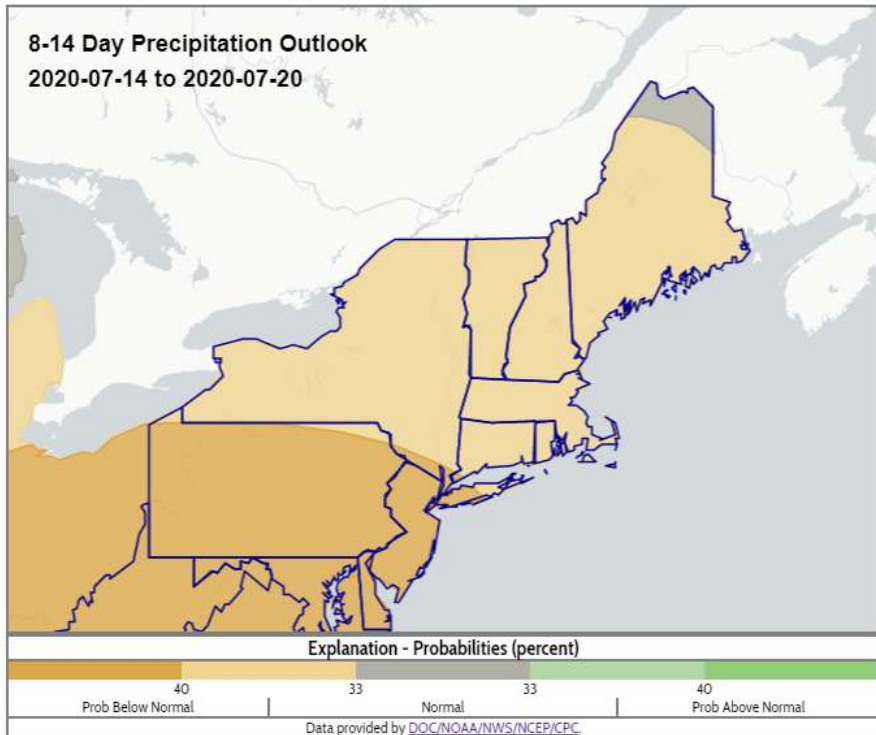 8-14 Day Precipitation Outlook
2020-07-14 to 2020-07-20
Explanation - Probabilities (percent)
40 33 33 40
Prob Below Normal Normal Prob Above Normal
Data provided by DOC/NOAA/NWS/NCEP/CPC.